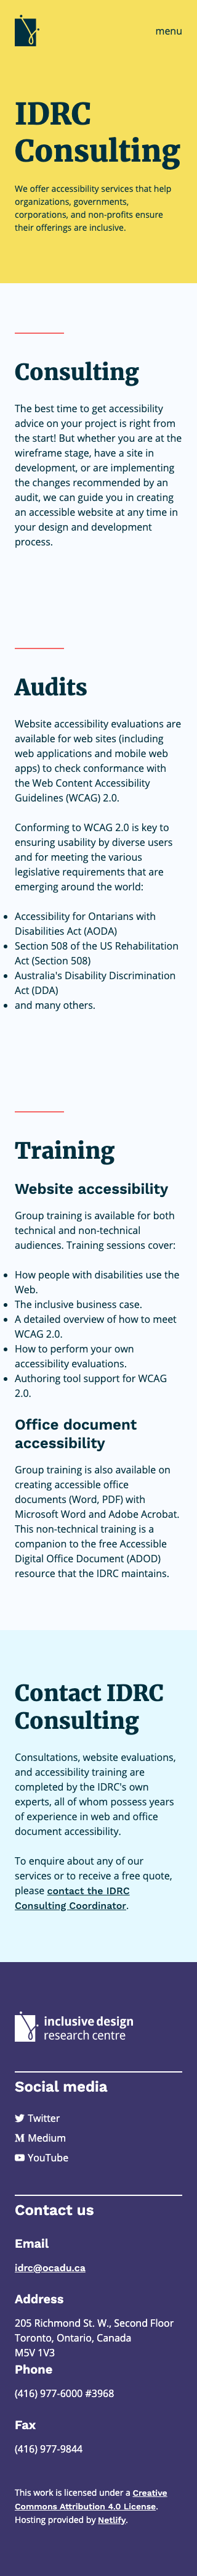 menu
IDRC
Consulting
We offer accessibility services that help
organizations, governments,
corporations, and non-profits ensure
their offerings are inclusive.
Consulting
The best time to get accessibility
advice on your project is right from
the start! But whether you are at the
wireframe stage, have a site in
development, or are implementing
the changes recommended by an
audit, we can guide you in creating
an accessible website at any time in
your design and development
process.
Audits
Website accessibility evaluations are
available for web sites (including
web applications and mobile web
apps) to check conformance with
the Web Content Accessibility
Guidelines (WCAG) 2.0.
Conforming to WCAG 2.0 is key to
ensuring usability by diverse users
and for meeting the various
legislative requirements that are
emerging around the world:
Accessibility for Ontarians with
Disabilities Act (AODA)
Section 508 of the US Rehabilitation
Act (Section 508)
Australia's Disability Discrimination
Act (DDA)
and many others.
Training
Website accessibility
Group training is available for both
technical and non-technical
audiences. Training sessions cover:
How people with disabilities use the
Web.
The inclusive business case.
A detailed overview of how to meet
WCAG 2.0.
How to perform your own
accessibility evaluations.
Authoring tool support for WCAG
2.0.
Office document
accessibility
Group training is also available on
creating accessible office
documents (Word, PDF) with
Microsoft Word and Adobe Acrobat.
This non-technical training is a
companion to the free Accessible
Digital Office Document (ADOD)
resource that the IDRC maintains.
Contact IDRC
Consulting
Consultations, website evaluations,
and accessibility training are
completed by the IDRC's own
experts, all of whom possess years
of experience in web and office
document accessibility.
To enquire about any of our
services or to receive a free quote,
please contact the IDRC
Consulting Coordinator.
inclusive design
research centre
Social media
Twitter
Medium
YouTube
Contact us
Email
idrc@ocadu.ca
Address
205 Richmond St. W., Second Floor
Toronto, Ontario, Canada
M5V 1V3
Phone
(416) 977-6000 #3968
Fax
(416) 977-9844
This work is licensed under a Creative
Commons Attribution 4.0 License.
Hosting provided by Netlify.